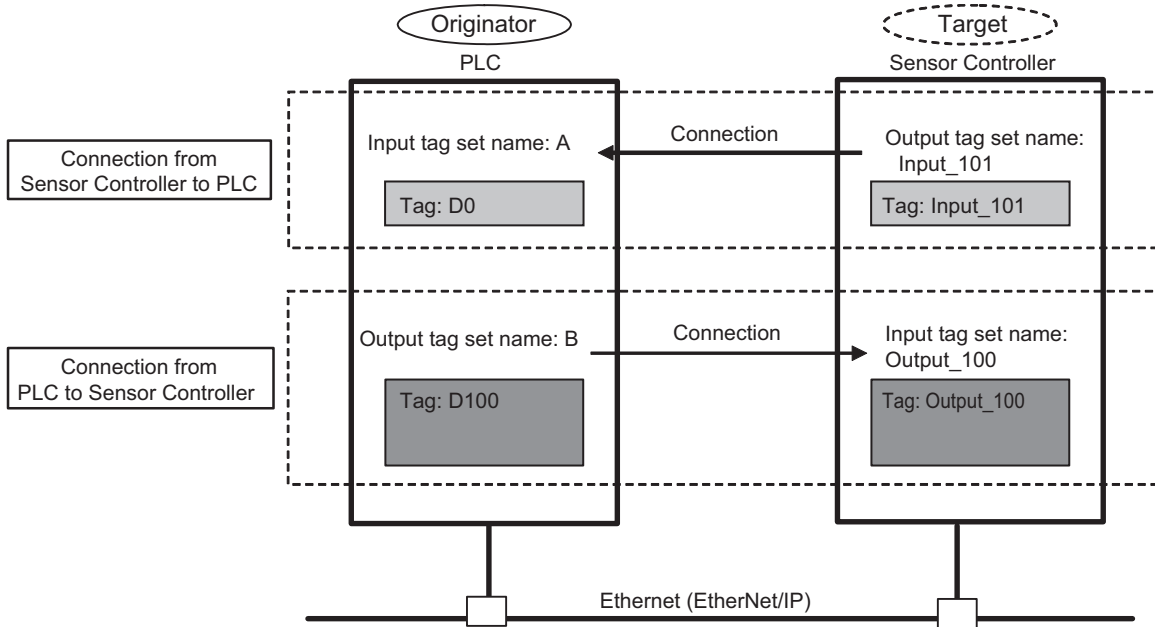 Originator
Target
PLC
Sensor Controller
Connection from
Sensor Controller to PLC
Input tag set name: A
Connection
Output tag set name:
Input_101
Tag: D0
Tag: Input_101
Connection from
PLC to Sensor Controller
Output tag set name: B
Connection
Input tag set name:
Output_100
Tag: D100
Tag: Output_100
Ethernet (EtherNet/IP)